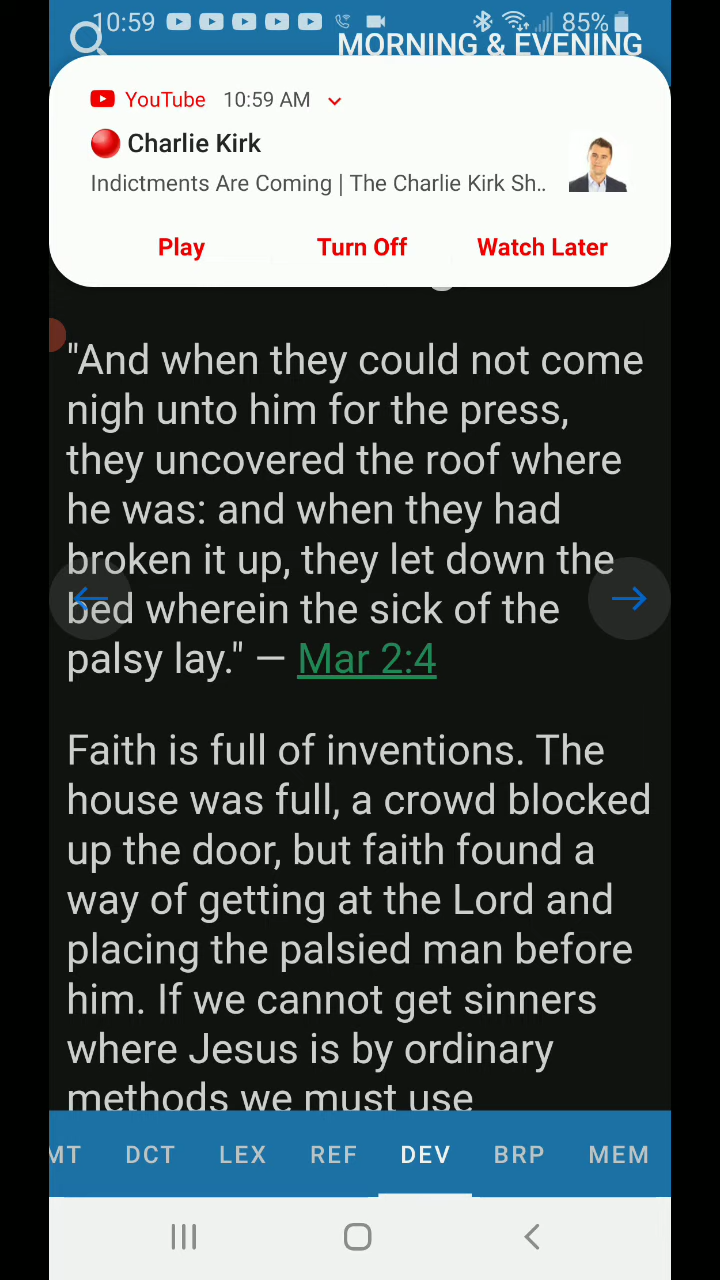 10:59
85%
MORNING & EVENING
YouTube 10:59 AM
Charlie Kirk
Indictments Are Coming | The Charlie Kirk Sh..
Play Turn Off Watch Later
"And when they could not come
nigh unto him for the press,
they uncovered the roof where
he was: and when they had
broken it up, they let down the
bed wherein the sick of the
palsy lay." — Mar 2:4
Faith is full of inventions. The
house was full, a crowd blocked
up the door, but faith found a
way of getting at the Lord and
placing the palsied man before
him. If we cannot get sinners
where Jesus is by ordinary
methods we must use
MT DCT LEX REF DEV BRP MEM